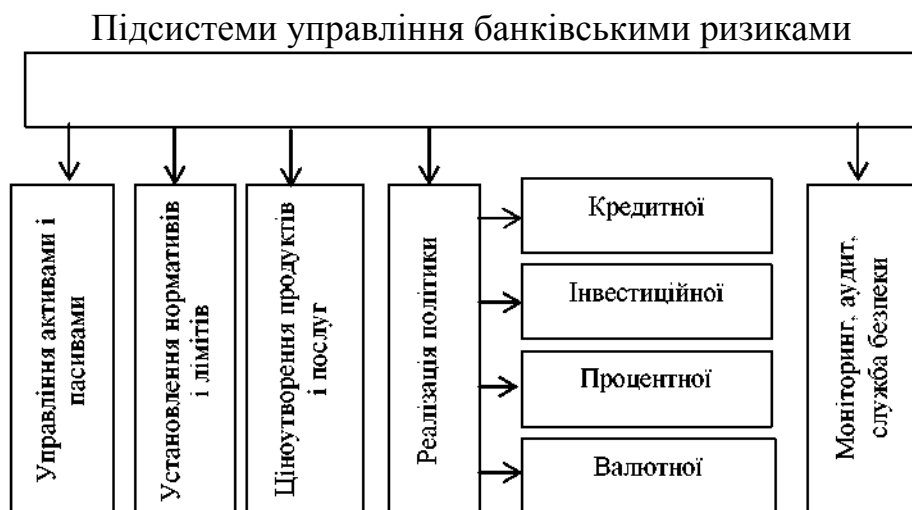 Підсистеми управління банківськими ризиками
Управління активами і
пасивами
Установлення нормативів
і лімітів
Ціноутворення продуктів
і послуг
Реалізація політики
Кредитної
Інвестиційної
Процентної
Валютної
Моніторинг, аудит,
служба безпеки